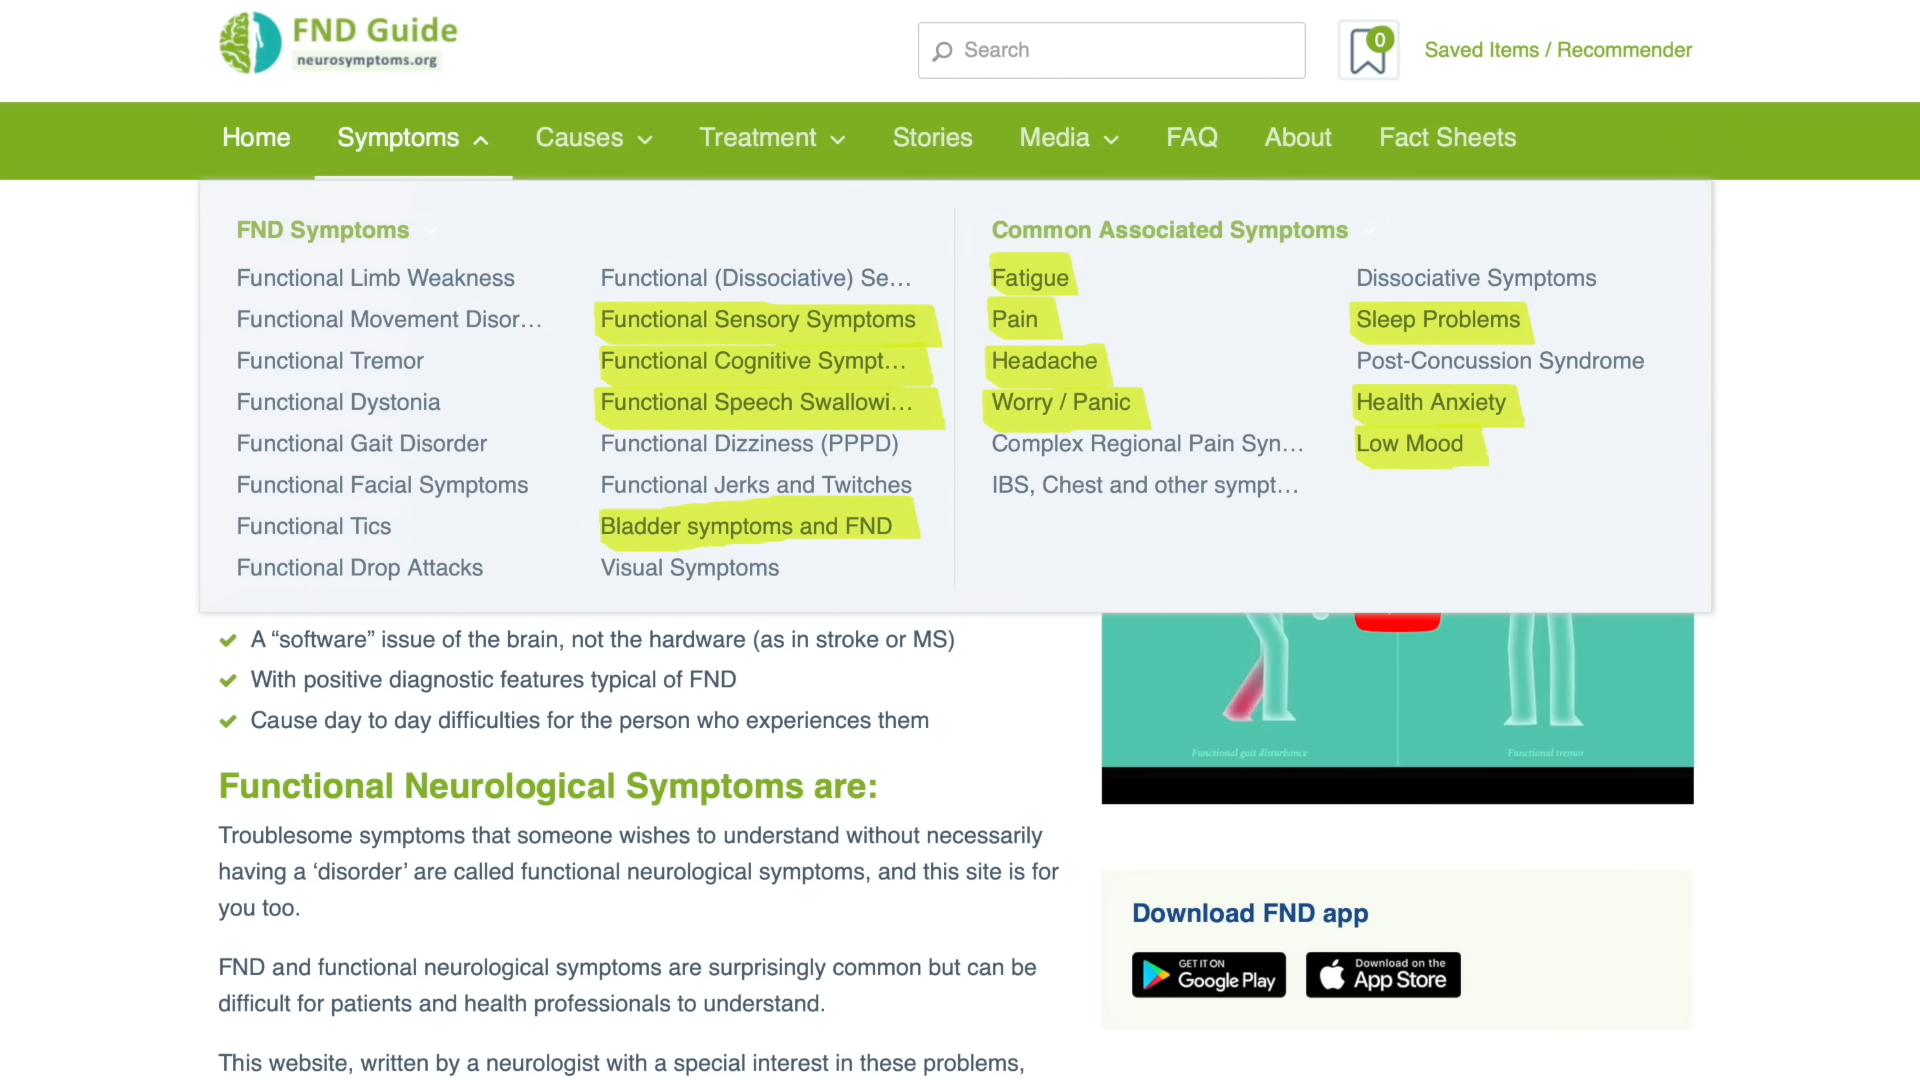 FND Guide
neurosymptoms.org
Search
0
Saved Items / Recommender
Home
Symptoms
Causes
Treatment
Stories
Media
FAQ
About
Fact Sheets
FND Symptoms
Functional Limb Weakness
Functional Movement Disor...
Functional Tremor
Functional Dystonia
Functional Gait Disorder
Functional Facial Symptoms
Functional Tics
Functional Drop Attacks
Functional (Dissociative) Se...
Functional Sensory Symptoms
Functional Cognitive Sympt...
Functional Speech Swallowi...
Functional Dizziness (PPPD)
Functional Jerks and Twitches
Bladder symptoms and FND
Visual Symptoms
Common Associated Symptoms
Fatigue
Pain
Headache
Worry / Panic
Complex Regional Pain Syn...
IBS, Chest and other sympt...
Dissociative Symptoms
Sleep Problems
Post-Concussion Syndrome
Health Anxiety
Low Mood
A “software” issue of the brain, not the hardware (as in stroke or MS)
With positive diagnostic features typical of FND
Cause day to day difficulties for the person who experiences them
Functional Neurological Symptoms are:
Troublesome symptoms that someone wishes to understand without necessarily
having a ‘disorder’ are called functional neurological symptoms, and this site is for
you too.
FND and functional neurological symptoms are surprisingly common but can be
difficult for patients and health professionals to understand.
This website, written by a neurologist with a special interest in these problems,
Functional gait disturbance
Functional tremor
Download FND app
GET IT ON
Google Play
Download on the
App Store